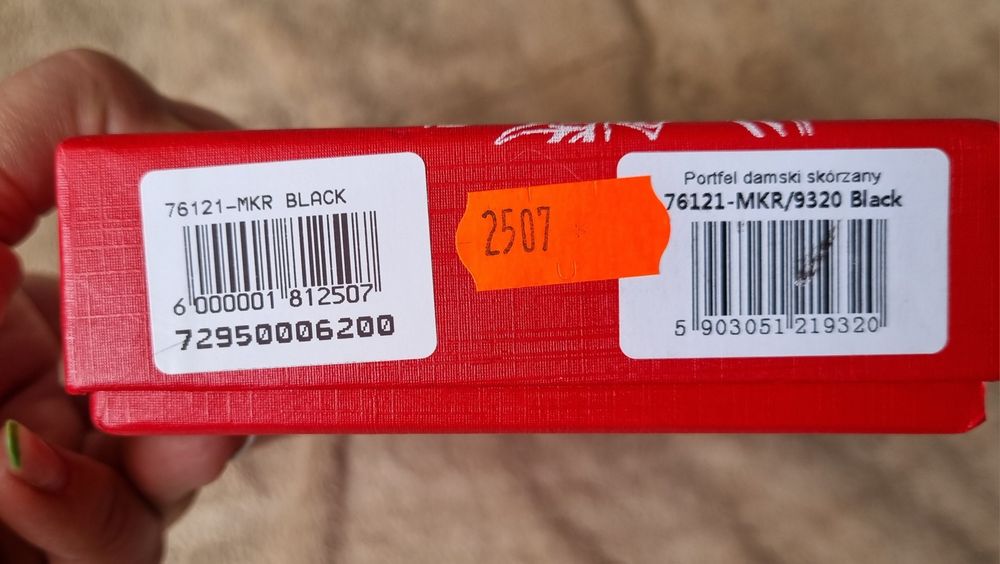 76121-MKR BLACK
6 000001 812507
72950006200
2507
Portfel damski skórzany
76121-MKR/9320 Black
5 903051 219320